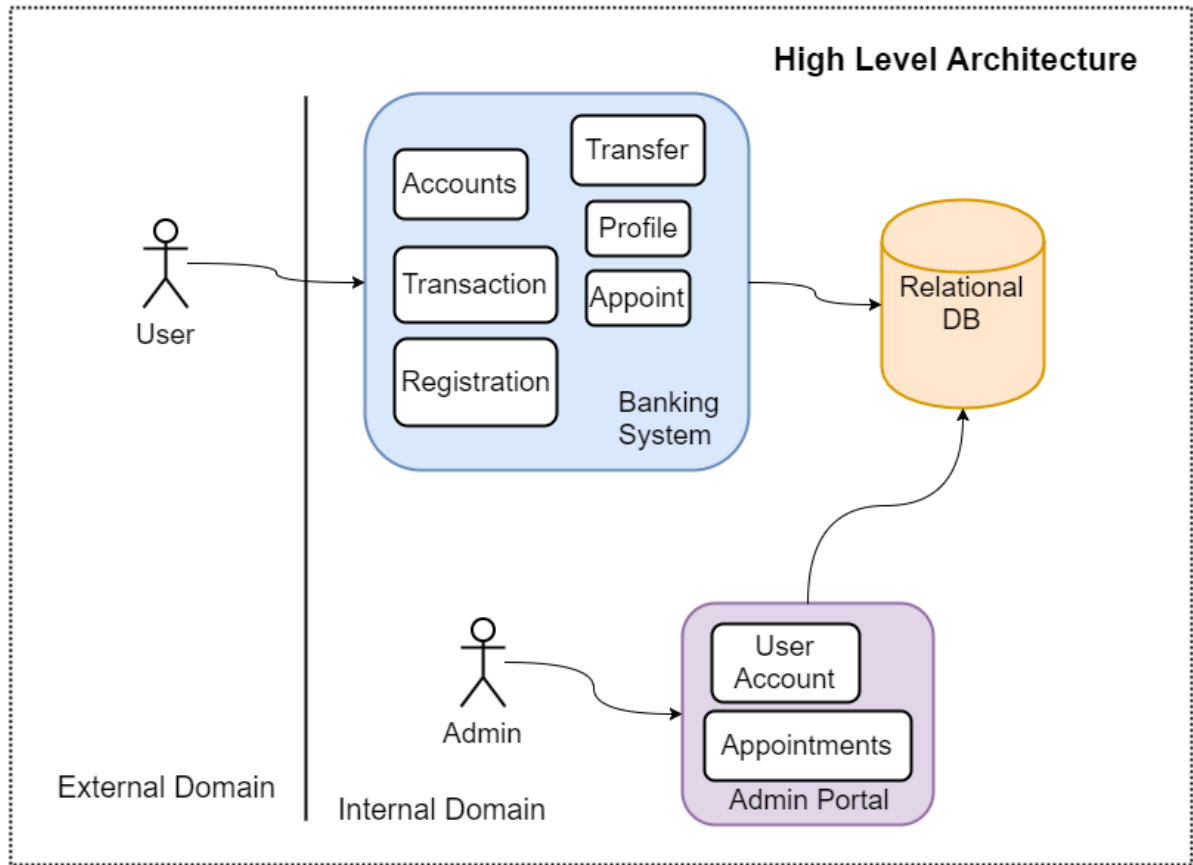 High Level Architecture
Transfer
Accounts
Profile
Transaction
Appoint
Registration
Banking
System
User
Relational
DB
User
Account
Appointments
Admin Portal
Admin
External Domain
Internal Domain